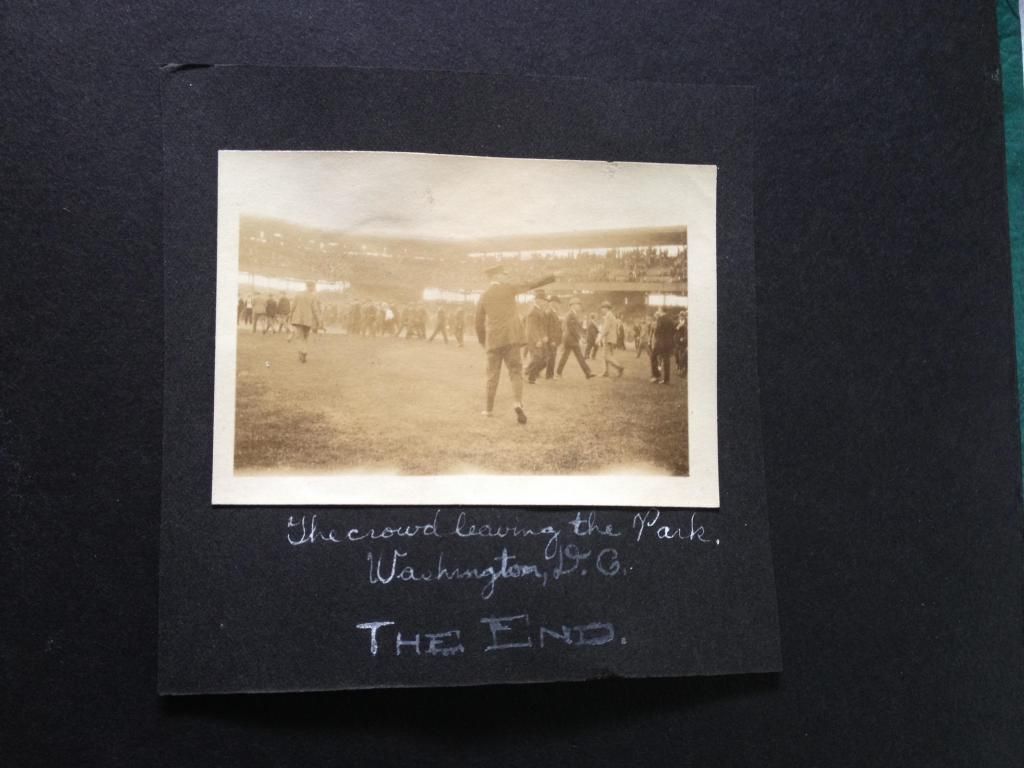 The crowd leaving the Park.
Washington, D.C.
THE END.